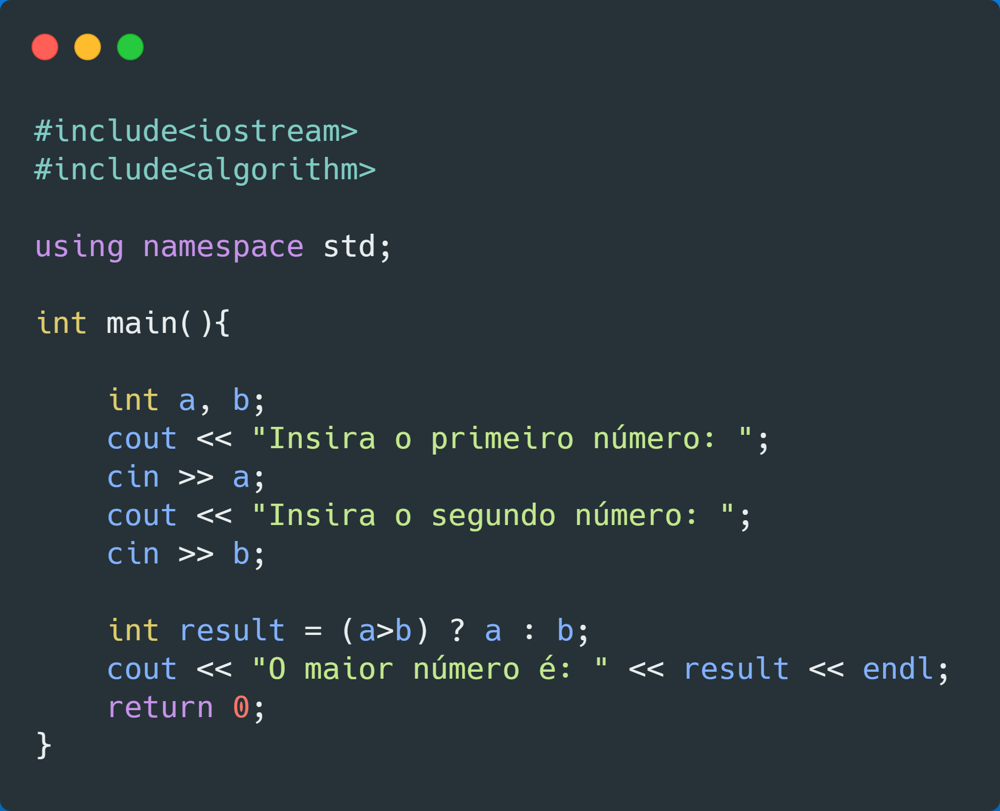 #include<iostream>
#include<algorithm>
using namespace std;
int main(){
    int a, b;
    cout << "Insira o primeiro número: ";
    cin >> a;
    cout << "Insira o segundo número: ";
    cin >> b;
    int result = (a>b) ? a : b;
    cout << "O maior número é: " << result << endl;
    return 0;
}